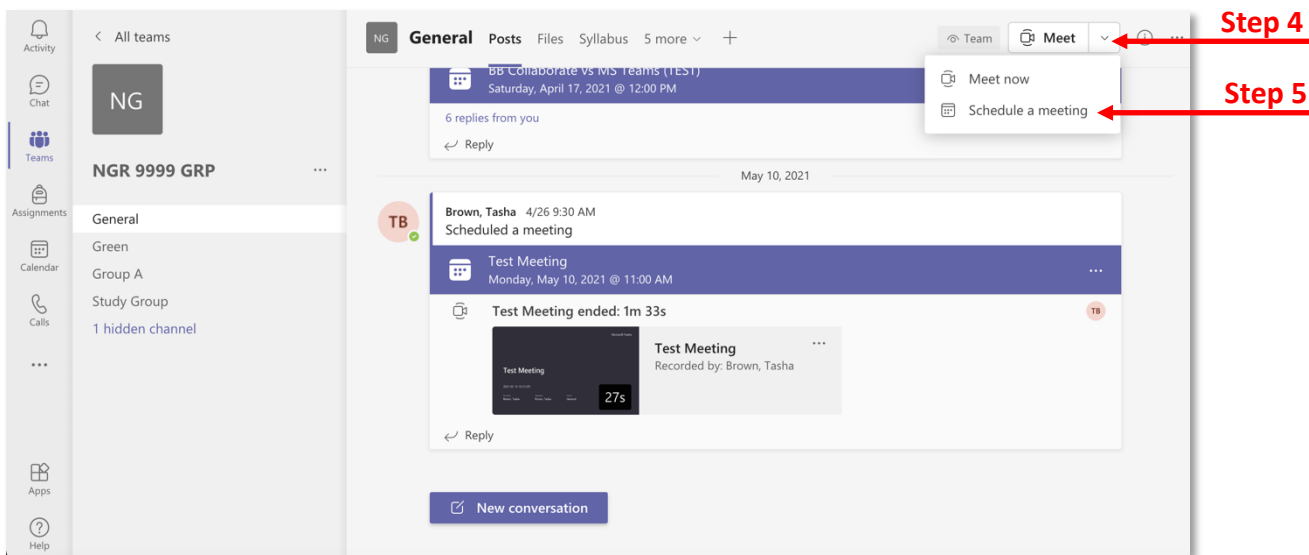 Step 4
Step 5
Activity
Chat
Teams
Assignments
Calendar
Calls
Apps
Help
All teams
NG
NGR 9999 GRP
General
Green
Group A
Study Group
1 hidden channel
NG General Posts Files Syllabus 5 more
Team Meet
Meet now
Schedule a meeting
BB Collaborate Vs MS Teams (TEST)
Saturday, April 17, 2021 @ 12:00 PM
6 replies from you
Reply
May 10, 2021
TB
Brown, Tasha 4/26 9:30 AM
Scheduled a meeting
Test Meeting
Monday, May 10, 2021 @ 11:00 AM
Test Meeting ended: 1m 33s
TB
Test Meeting
27s
Test Meeting
Recorded by: Brown, Tasha
Reply
New conversation